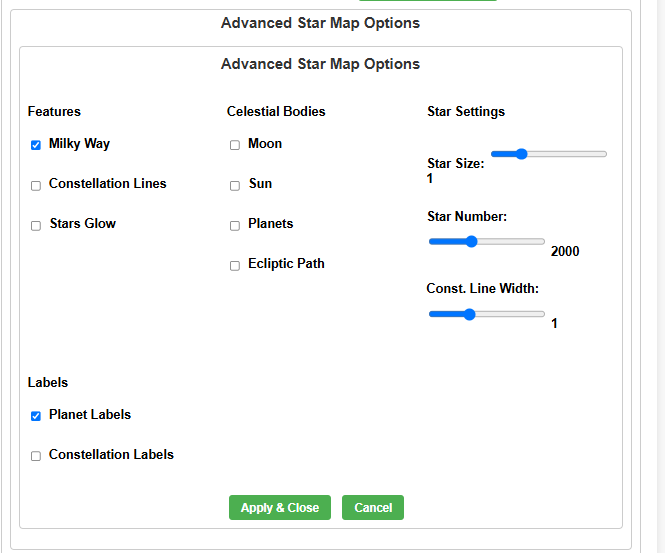 Advanced Star Map Options
Advanced Star Map Options
Features
Milky Way
Constellation Lines
Stars Glow
Celestial Bodies
Moon
Sun
Planets
Ecliptic Path
Star Settings
Star Size:
1
Star Number:
2000
Const. Line Width:
1
Labels
Planet Labels
Constellation Labels
Apply & Close
Cancel